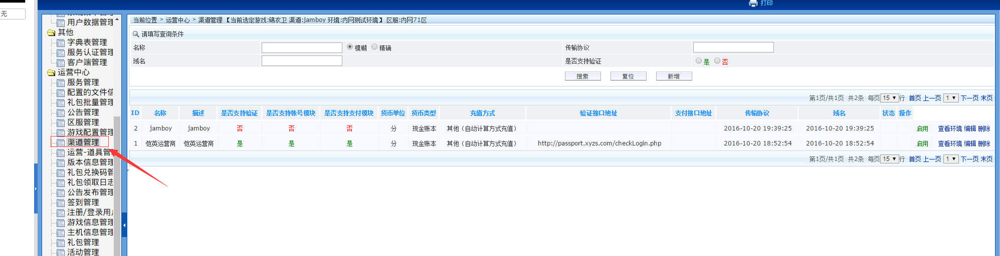 打印
无
用户数据管理
其他
字典表管理
服务认证管理
客户端管理
运营中心
服务管理
配置的文件信
礼包批量管理
公告管理
区服管理
游戏配置管理
渠道管理
运营-道具管
版本信息管理
礼包兑换码管
礼包领取日志
公告发布管理
签到管理
注册/登录用户
游戏信息管理
主机信息管理
礼包管理
活动管理
当前位置 > 运营中心 > 渠道管理 【当前选定游戏:锦衣卫 渠道:jamboy 环境:内网测试环境】 区服:内网71区
请填写查询条件
名称 模糊 精确 传输协议
域名 是否支持验证 是 否
搜索 复位 新增
第1页/共1页 共2条 每页15行 首页 上一页 1 下一页 末页
ID 名称 描述 是否支持验证 是否支持帐号模块 是否支持支付模块 货币单位 货币类型 充值方式 验证接口地址 支付接口地址 传输协议 域名 状态 操作
2 jamboy jamboy 否 否 否 分 现金账本 其他（自动计算方式充值） 2016-10-20 19:39:25 2016-10-20 19:39:25 启用 查看环境 编辑 删除
1 恺英运营商 恺英运营商 是 是 是 分 现金账本 其他（自动计算方式充值） http://passport.xyzs.com/checkLogin.php 2016-10-20 18:52:54 2016-10-20 18:52:54 启用 查看环境 编辑 删除
第1页/共1页 共2条 每页15行 首页 上一页 1 下一页 末页